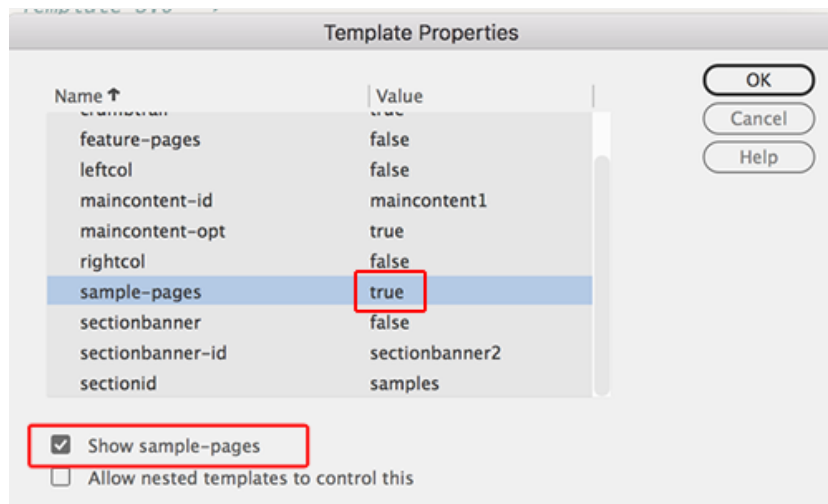 Template Properties
Name ↑ Value
OK
Cancel
Help
feature-pages false
leftcol false
maincontent-id maincontent1
maincontent-opt true
rightcol false
sample-pages true
sectionbanner false
sectionbanner-id sectionbanner2
sectionid samples
Show sample-pages
Allow nested templates to control this